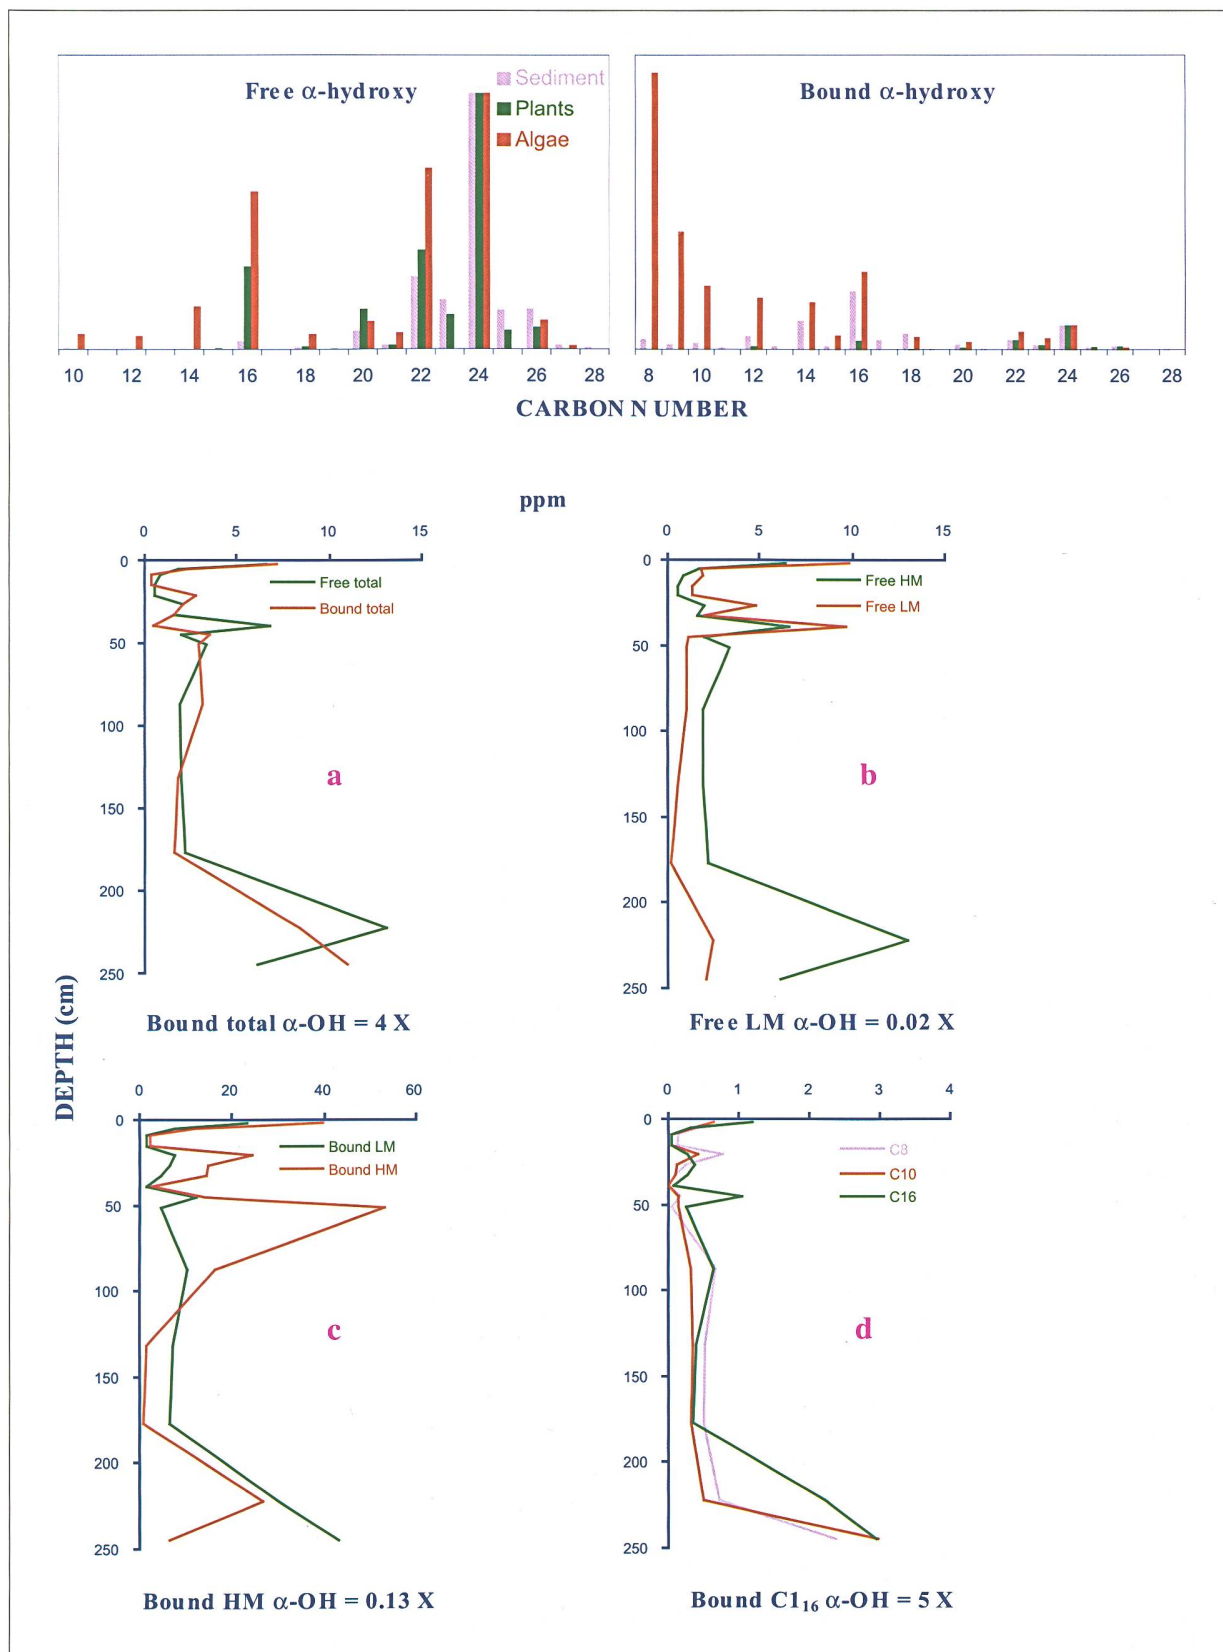 Free α-hydroxy
Sediment
Plants
Algae
Bound α-hydroxy
10 12 14 16 18 20 22 24 26 28
8 10 12 14 16 18 20 22 24 26 28
CARBON NUMBER
ppm
0 5 10 15
0
50
100
150
200
250
Free total
Bound total
a
Bound total α-OH = 4 X
0 5 10 15
0
50
100
150
200
250
Free HM
Free LM
b
Free LM α-OH = 0.02 X
DEPTH (cm)
0 20 40 60
0
50
100
150
200
250
Bound LM
Bound HM
c
Bound HM α-OH = 0.13 X
0 1 2 3 4
0
50
100
150
200
250
C8
C10
C16
d
Bound C1₁₆ α-OH = 5 X